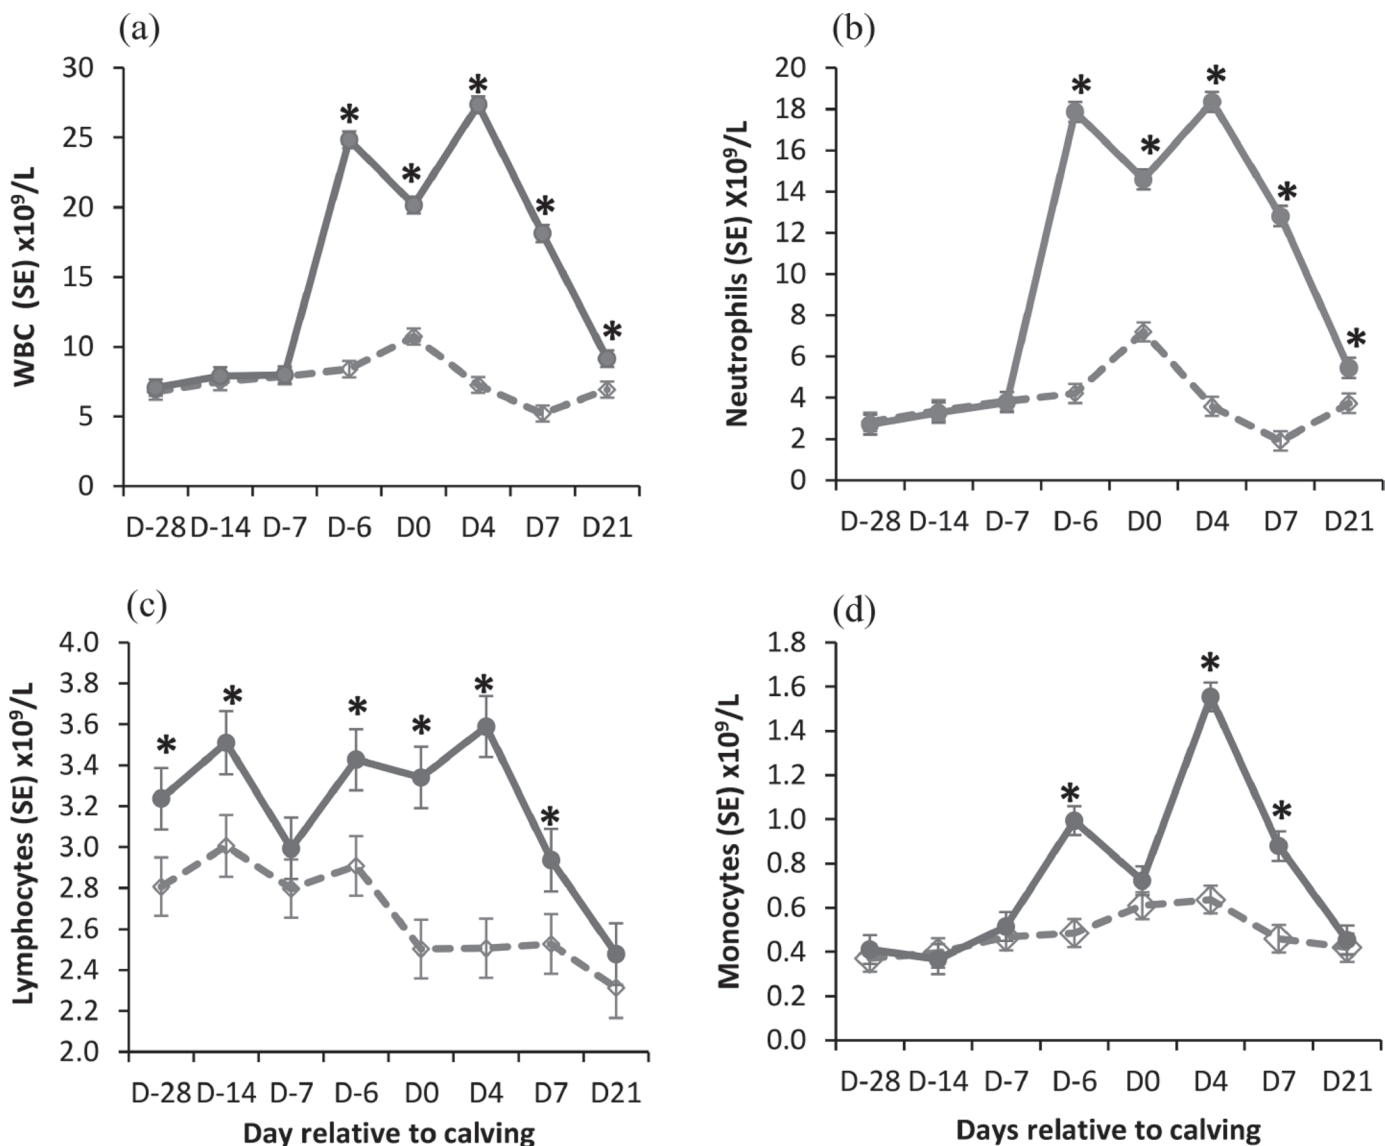 (a)
WBC (SE) x10⁹/L
30
25
20
15
10
5
0
* * * * *
D-28 D-14 D-7 D-6 D0 D4 D7 D21
(b)
Neutrophils (SE) X10⁹/L
20
18
16
14
12
10
8
6
4
2
0
* * * * *
D-28 D-14 D-7 D-6 D0 D4 D7 D21
(c)
Lymphocytes (SE) x10⁹/L
4.0
3.8
3.6
3.4
3.2
3.0
2.8
2.6
2.4
2.2
2.0
* * * * * *
D-28 D-14 D-7 D-6 D0 D4 D7 D21
Day relative to calving
(d)
Monocytes (SE) x10⁹/L
1.8
1.6
1.4
1.2
1.0
0.8
0.6
0.4
0.2
0.0
* * *
D-28 D-14 D-7 D-6 D0 D4 D7 D21
Days relative to calving